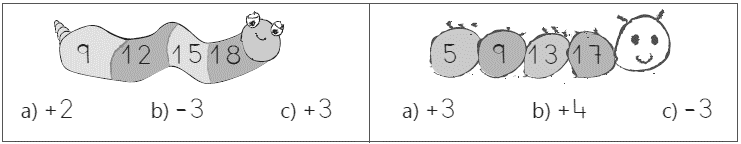 9 12 15 18
a) +2 b) -3 c) +3
5 9 13 17
a) +3 b) +4 c) -3